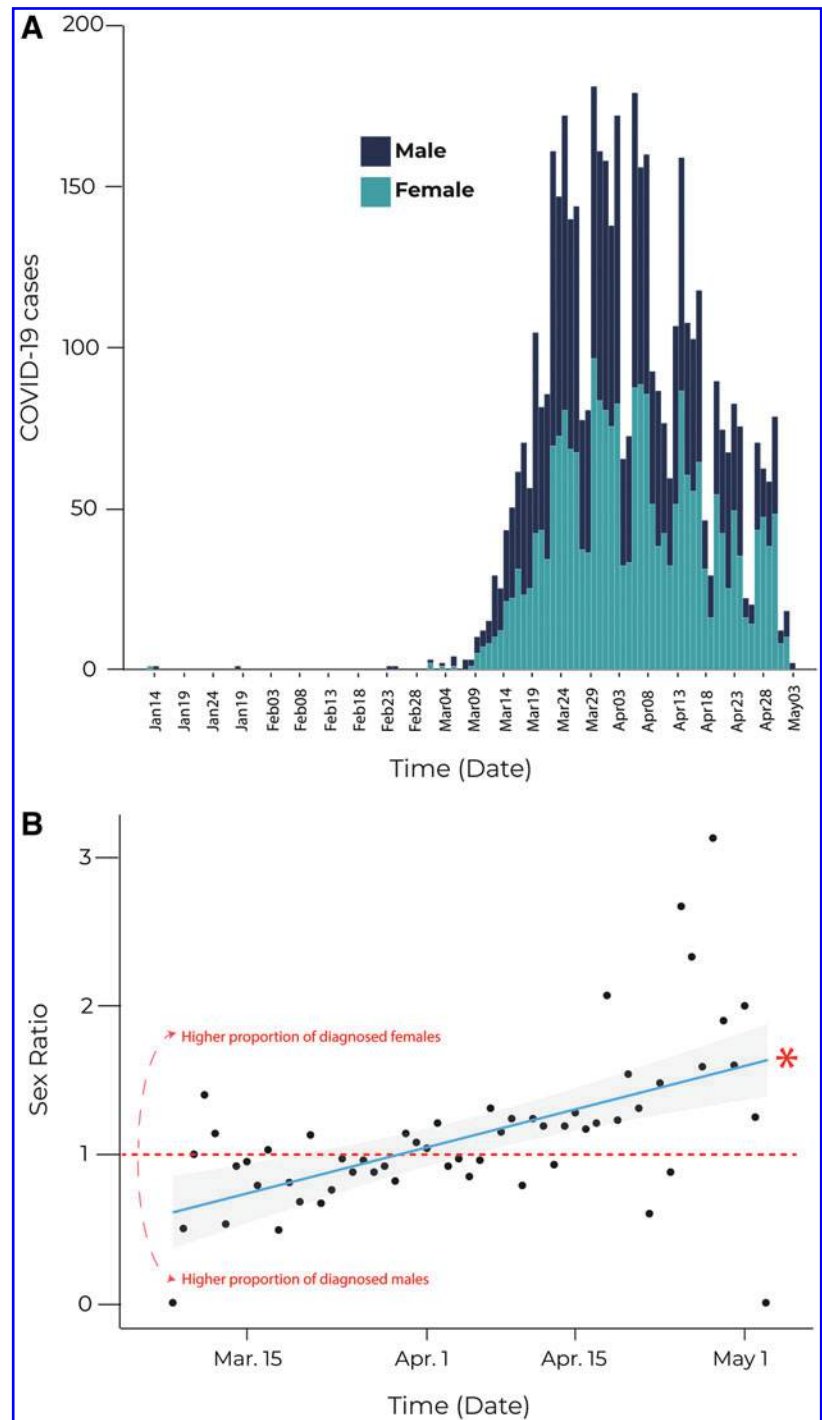 A
200
150
100
50
0
COVID-19 cases
Male
Female
Jan14
Jan19
Jan24
Jan19
Feb03
Feb08
Feb13
Feb18
Feb23
Feb28
Mar04
Mar09
Mar14
Mar19
Mar24
Mar29
Apr03
Apr08
Apr13
Apr18
Apr23
Apr28
May03
Time (Date)
B
3
2
1
0
Sex Ratio
Higher proportion of diagnosed females
*
Higher proportion of diagnosed males
Mar. 15
Apr. 1
Apr. 15
May 1
Time (Date)